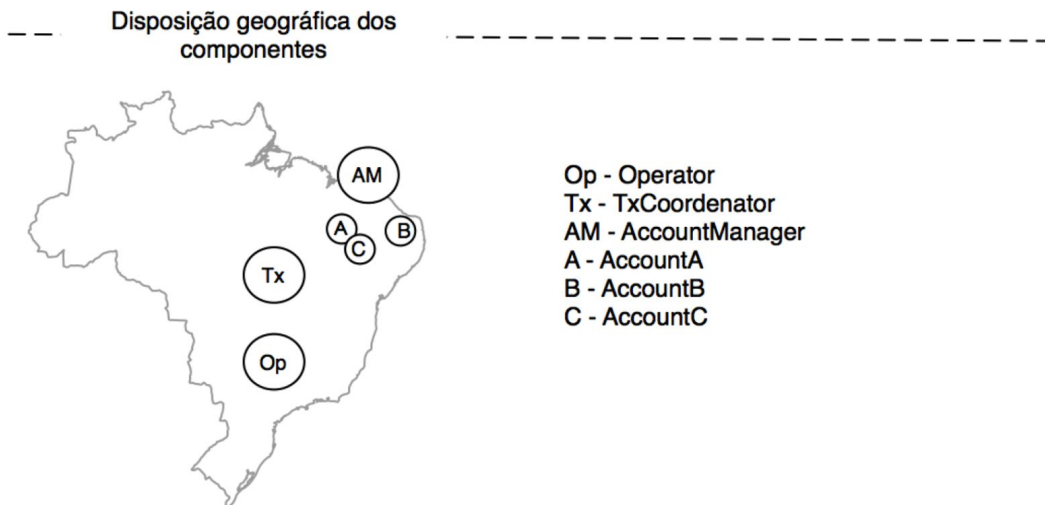 Disposição geográfica dos
componentes
AM
A
B
C
Tx
Op
Op - Operator
Tx - TxCoordenator
AM - AccountManager
A - AccountA
B - AccountB
C - AccountC